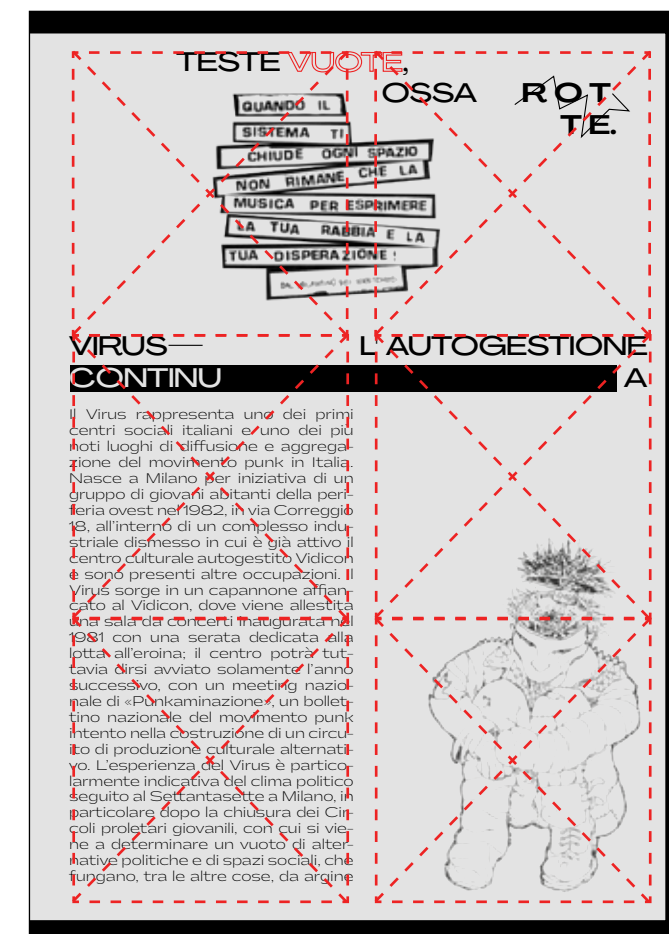 TESTE VUOTE,
OSSA ROT
TE.
QUANDO IL
SISTEMA TI
CHIUDE OGNI SPAZIO
NON RIMANE CHE LA
MUSICA PER ESPRIMERE
LA TUA RABBIA E LA
TUA DISPERAZIONE!
VIRUS— L'AUTOGESTIONE
CONTINU A
Il Virus rappresenta uno dei primi
centri sociali italiani e uno dei più
noti luoghi di diffusione e aggrega-
zione del movimento punk in Italia.
Nasce a Milano per iniziativa di un
gruppo di giovani abitanti della peri-
feria ovest nel 1982, in via Correggio
18, all'interno di un complesso indu-
striale dismesso in cui è già attivo il
centro culturale autogestito Vidicon
e sono presenti altre occupazioni. Il
Virus sorge in un capannone affian-
cato al Vidicon, dove viene allestita
una sala da concerti inaugurata nel
1981 con una serata dedicata alla
lotta all'eroina; il centro potrà tut-
tavia dirsi avviato solamente l'anno
successivo, con un meeting nazio-
nale di «Punkaminazione», un bollet-
tino nazionale del movimento punk
intento nella costruzione di un circu-
ito di produzione culturale alternati-
vo. L'esperienza del Virus è partico-
larmente indicativa del clima politico
seguito al Settantasette a Milano, in
particolare dopo la chiusura dei Cir-
coli proletari giovanili, con cui si vie-
ne a determinare un vuoto di alter-
native politiche e di spazi sociali, che
fungano, tra le altre cose, da argine